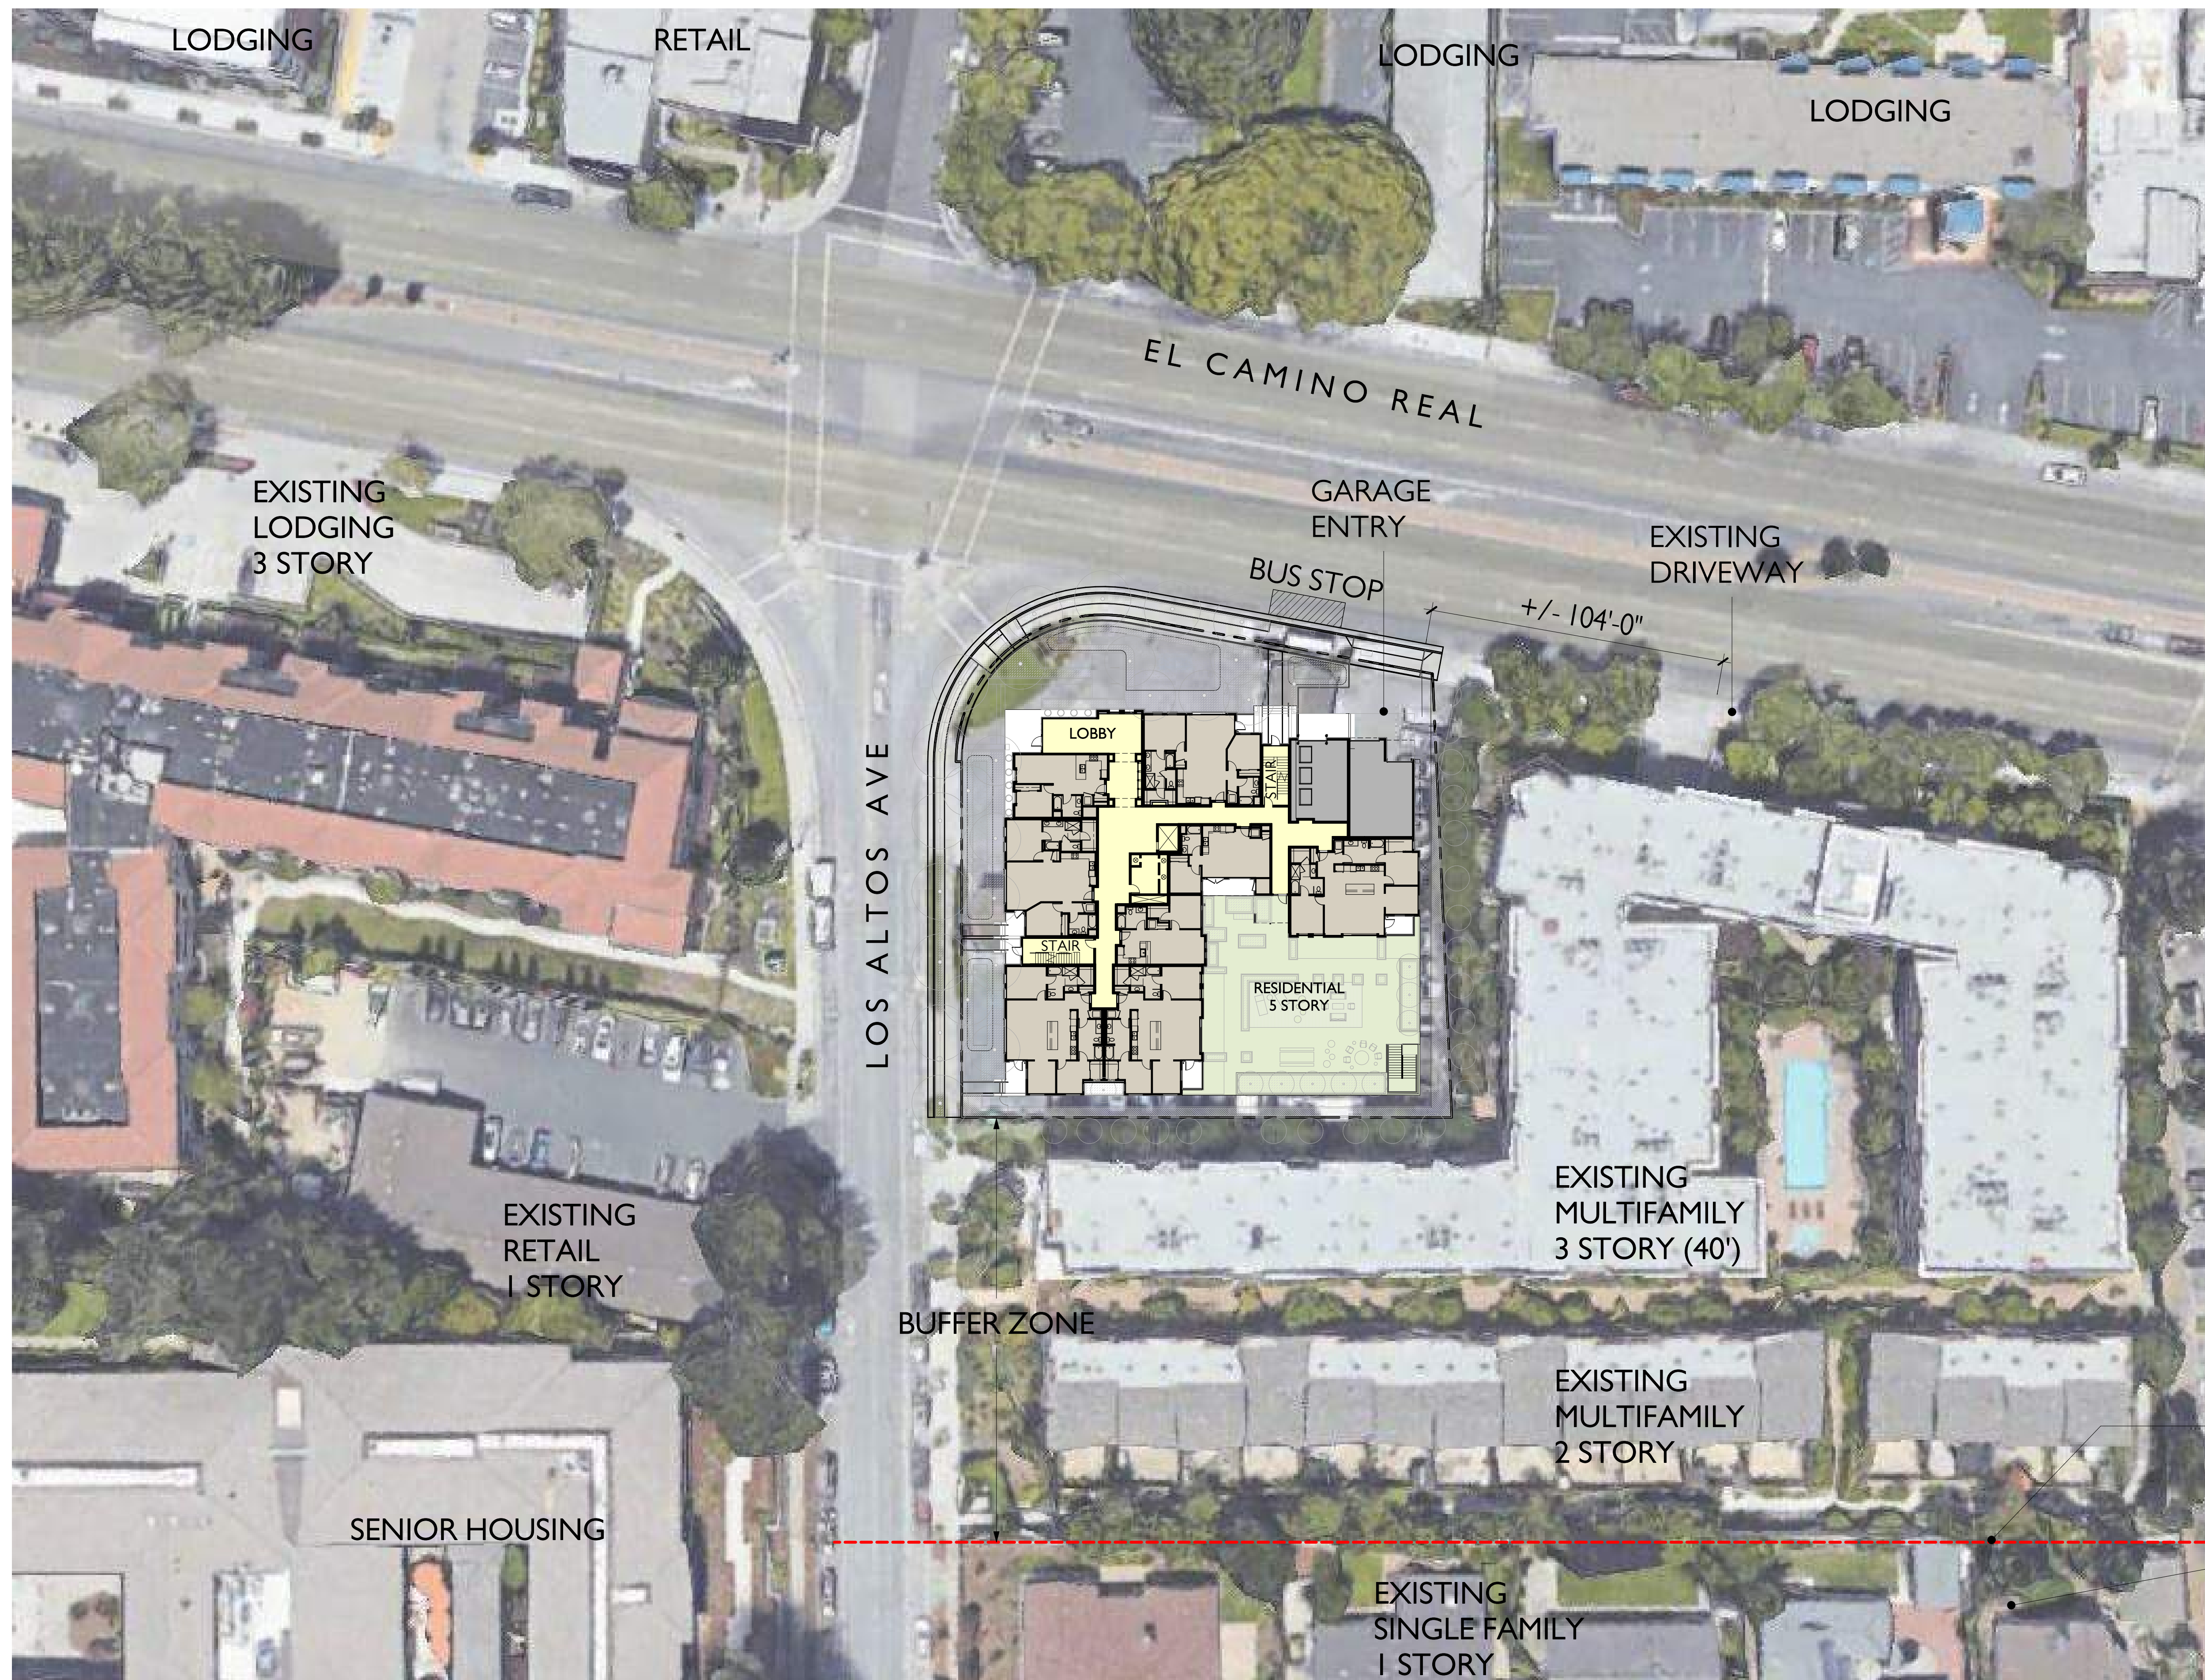 LODGING
RETAIL
LODGING
LODGING
EL CAMINO REAL
EXISTING
LODGING
3 STORY
GARAGE
ENTRY
EXISTING
DRIVEWAY
BUS STOP
+/- 104'-0"
LOBBY
STAIR
LOS ALTOS AVE
STAIR
RESIDENTIAL
5 STORY
EXISTING
MULTIFAMILY
3 STORY (40')
EXISTING
RETAIL
1 STORY
BUFFER ZONE
EXISTING
MULTIFAMILY
2 STORY
SENIOR HOUSING
EXISTING
SINGLE FAMILY
1 STORY